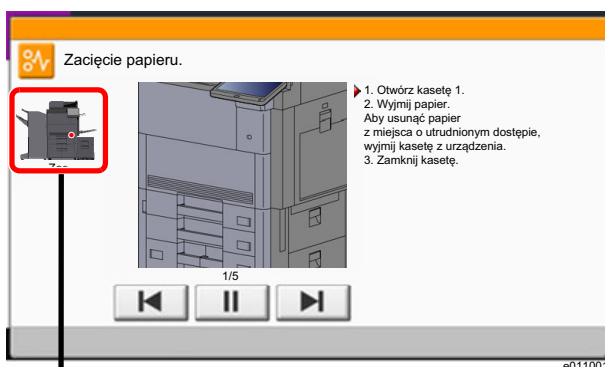 Zacięcie papieru.
1. Otwórz kasetę 1.
2. Wyjmij papier.
Aby usunąć papier
z miejsca o utrudnionym dostępie,
wyjmij kasetę z urządzenia.
3. Zamknij kasetę.
1/5